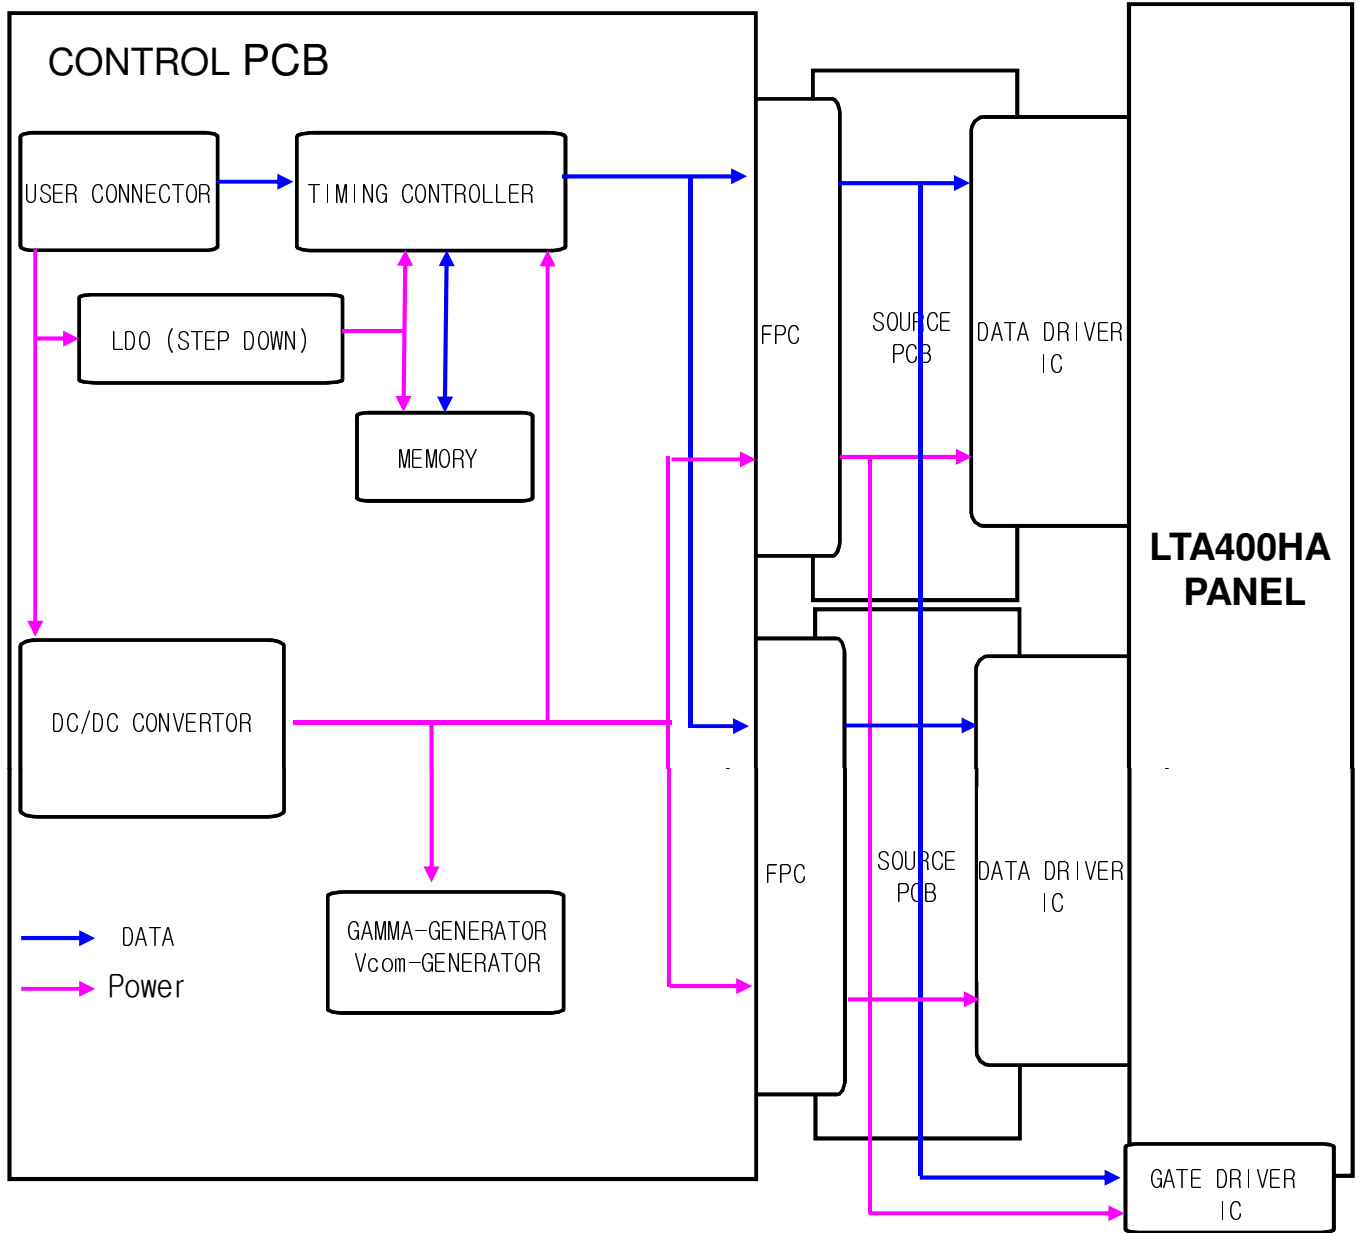 CONTROL PCB
USER CONNECTOR
TIMING CONTROLLER
LDO (STEP DOWN)
MEMORY
FPC
SOURCE
PCB
DATA DRIVER
IC
LTA400HA
PANEL
DC/DC CONVERTOR
GAMMA-GENERATOR
Vcom-GENERATOR
FPC
SOURCE
PCB
DATA DRIVER
IC
DATA
Power
GATE DRIVER
IC